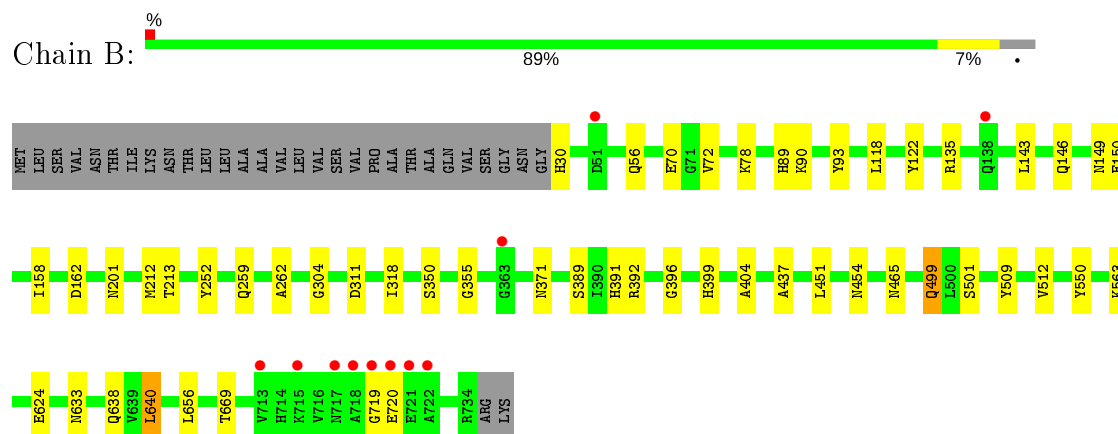 %
Chain B:
89% 7% •
MET LEU SER VAL ASN THR ILE LYS ASN THR LEU LEU ALA ALA VAL LEU VAL SER VAL PRO ALA THR ALA GLN VAL SER GLY ASN GLY H30 D51 Q56 E70 G71 V72 K78 H89 K90 Y93 L118 Y122 R135 Q138 L143 Q146 N149 E150
I158 D162 N201 M212 T213 Y252 Q259 A262 G304 D311 I318 S350 G355 G363 N371 S389 I390 H391 R392 G396 H399 A404 A437 L451 N454 N465 Q499 L500 S501 Y509 V512 Y550 K563
E624 N633 Q638 V639 L640 L656 T669 V713 H714 K715 V716 N717 A718 G719 E720 E721 A722 R734 ARG LYS